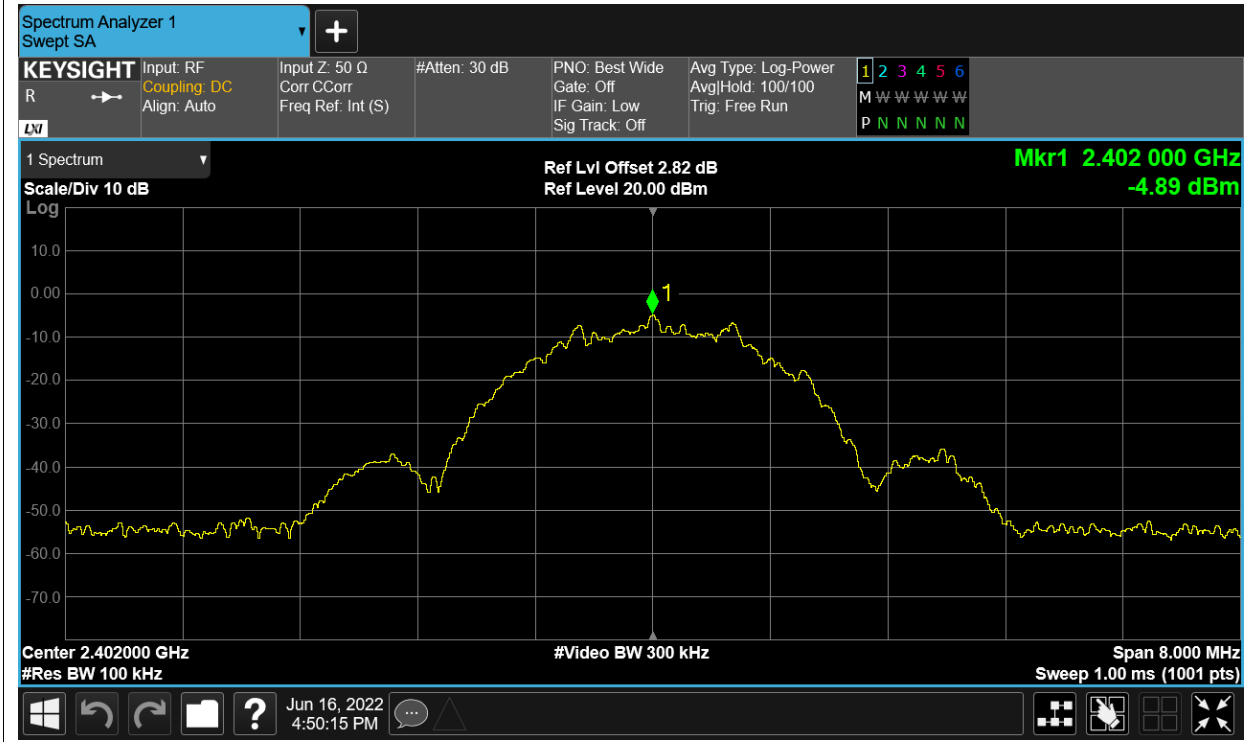 Spectrum Analyzer 1
Swept SA
KEYSIGHT
R
LXI
Input: RF
Coupling: DC
Align: Auto
Input Z: 50 Ω
Corr CCorr
Freq Ref: Int (S)
#Atten: 30 dB
PNO: Best Wide
Gate: Off
IF Gain: Low
Sig Track: Off
Avg Type: Log-Power
Avg|Hold: 100/100
Trig: Free Run
1 2 3 4 5 6
M W W W W W
P N N N N N
1 Spectrum
Scale/Div 10 dB
Log
Ref Lvl Offset 2.82 dB
Ref Level 20.00 dBm
Mkr1 2.402 000 GHz
-4.89 dBm
10.0
0.00
-10.0
-20.0
-30.0
-40.0
-50.0
-60.0
-70.0
1
Center 2.402000 GHz
#Res BW 100 kHz
#Video BW 300 kHz
Span 8.000 MHz
Sweep 1.00 ms (1001 pts)
?
Jun 16, 2022
4:50:15 PM